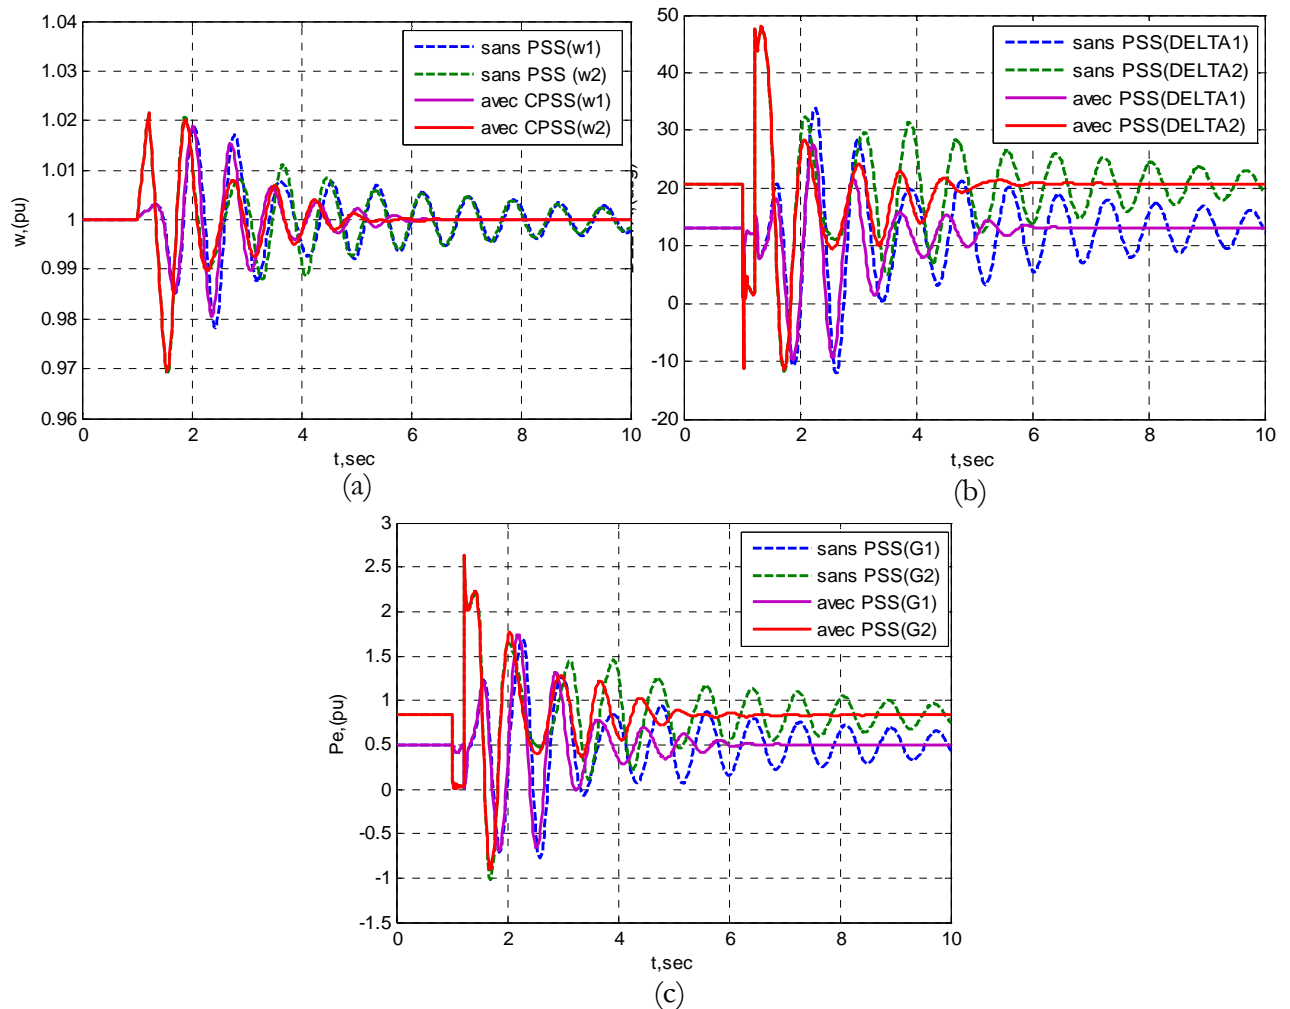 1.04
1.03
1.02
1.01
1
0.99
0.98
0.97
0.96
w,(pu)
0 2 4 6 8 10
t,sec
sans PSS(w1)
sans PSS (w2)
avec CPSS(w1)
avec CPSS(w2)
(a)
50
40
30
20
10
0
-10
-20
0 2 4 6 8 10
t,sec
sans PSS(DELTA1)
sans PSS(DELTA2)
avec PSS(DELTA1)
avec PSS(DELTA2)
(b)
3
2.5
2
1.5
1
0.5
0
-0.5
-1
-1.5
Pe,(pu)
0 2 4 6 8 10
t,sec
sans PSS(G1)
sans PSS(G2)
avec PSS(G1)
avec PSS(G2)
(c)